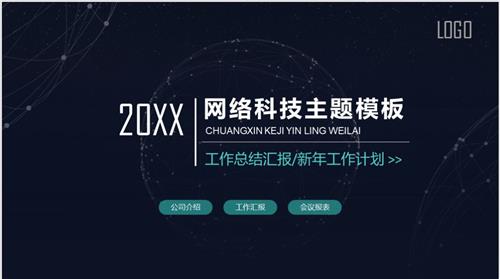 LOGO
20XX
网络科技主题模板
CHUANGXIN KEJI YIN LING WEILAI
工作总结汇报/新年工作计划 >>
公司介绍
工作汇报
会议报表